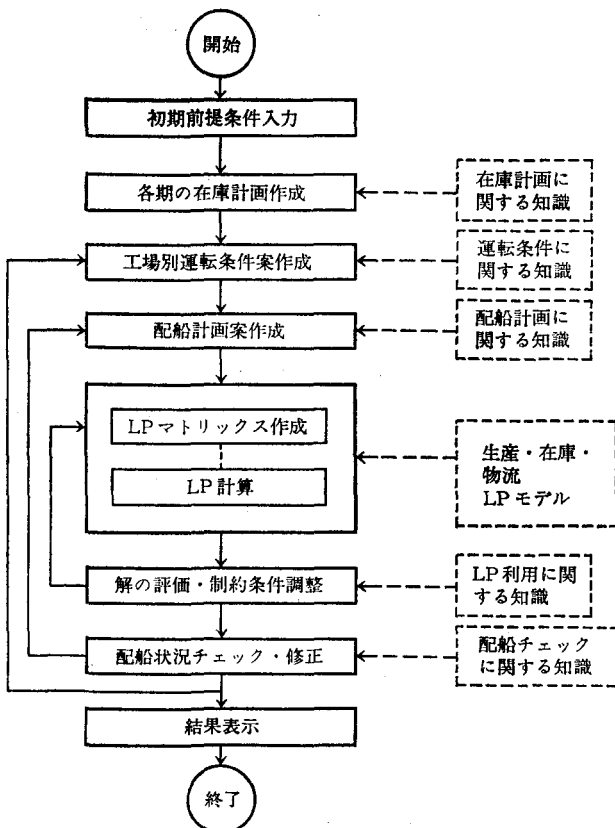 開始
初期前提条件入力
各期の在庫計画作成
在庫計画に
関する知識
工場別運転条件案作成
運転条件に
関する知識
配船計画案作成
配船計画に
関する知識
LPマトリックス作成
LP計算
生産・在庫・
物流
LPモデル
解の評価・制約条件調整
LP利用に関
する知識
配船状況チェック・修正
配船チェック
に関する知識
結果表示
終了